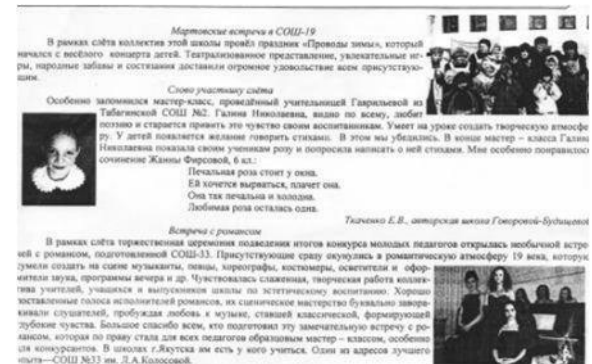 Мартовские встречи в СОШ-19
В рамках слёта коллектив этой школы провёл праздник «Проводы зимы», который
начался с весёлого концерта детей. Театрализованное представление, увлекательные иг-
ры, народные забавы и состязания доставили огромное удовольствие всем присутствую-
щим.
Слово участнику слёта
Особенно запомнился мастер-класс, проведённый учительницей Гаврильевой из
Табагинской СОШ №2. Галина Николаевна, видно по всему, любит
поэзию и старается привить это чувство своим воспитанникам. Умеет на уроке создать творческую атмосфе
ру. У детей появляется желание говорить стихами. В этом мы убедились. В конце мастер – класса Галина
Николаевна показала своим ученикам розу и попросила написать о ней стихами. Мне особенно понравилось
сочинение Жанны Фирсовой, 6 кл.:
Печальная роза стоит у окна.
Ей хочется вырваться, плачет она.
Она так печальна и холодна.
Любимая роза осталась одна.
Ткаченко Е.В., авторская школа Говоровой-Будищевой
Встреча с романсом
В рамках слёта торжественная церемония подведения итогов конкурса молодых педагогов открылась необычной встре
чей с романсом, подготовленной СОШ-33. Присутствующие сразу окунулись в романтическую атмосферу 19 века, которую
сумели создать на сцене музыканты, певцы, хореографы, костюмеры, осветители и офор-
мители звука, программы вечера и др. Чувствовалась слаженная, творческая работа коллек-
тива учителей, учащихся и выпускников школы по эстетическому воспитанию. Хорошо
поставленные голоса исполнителей романсов, их сценическое мастерство буквально завора-
живали слушателей, пробуждая любовь к музыке, ставшей классической, формирующей
глубокие чувства. Большое спасибо всем, кто подготовил эту замечательную встречу с ро-
мансом, которая по праву стала для всех педагогов образцовым мастер – классом, особенно
для конкурсантов. В школах г.Якутска им есть у кого учиться. Один из адресов лучшего
опыта—СОШ №33 им. Л.А.Колосовой.